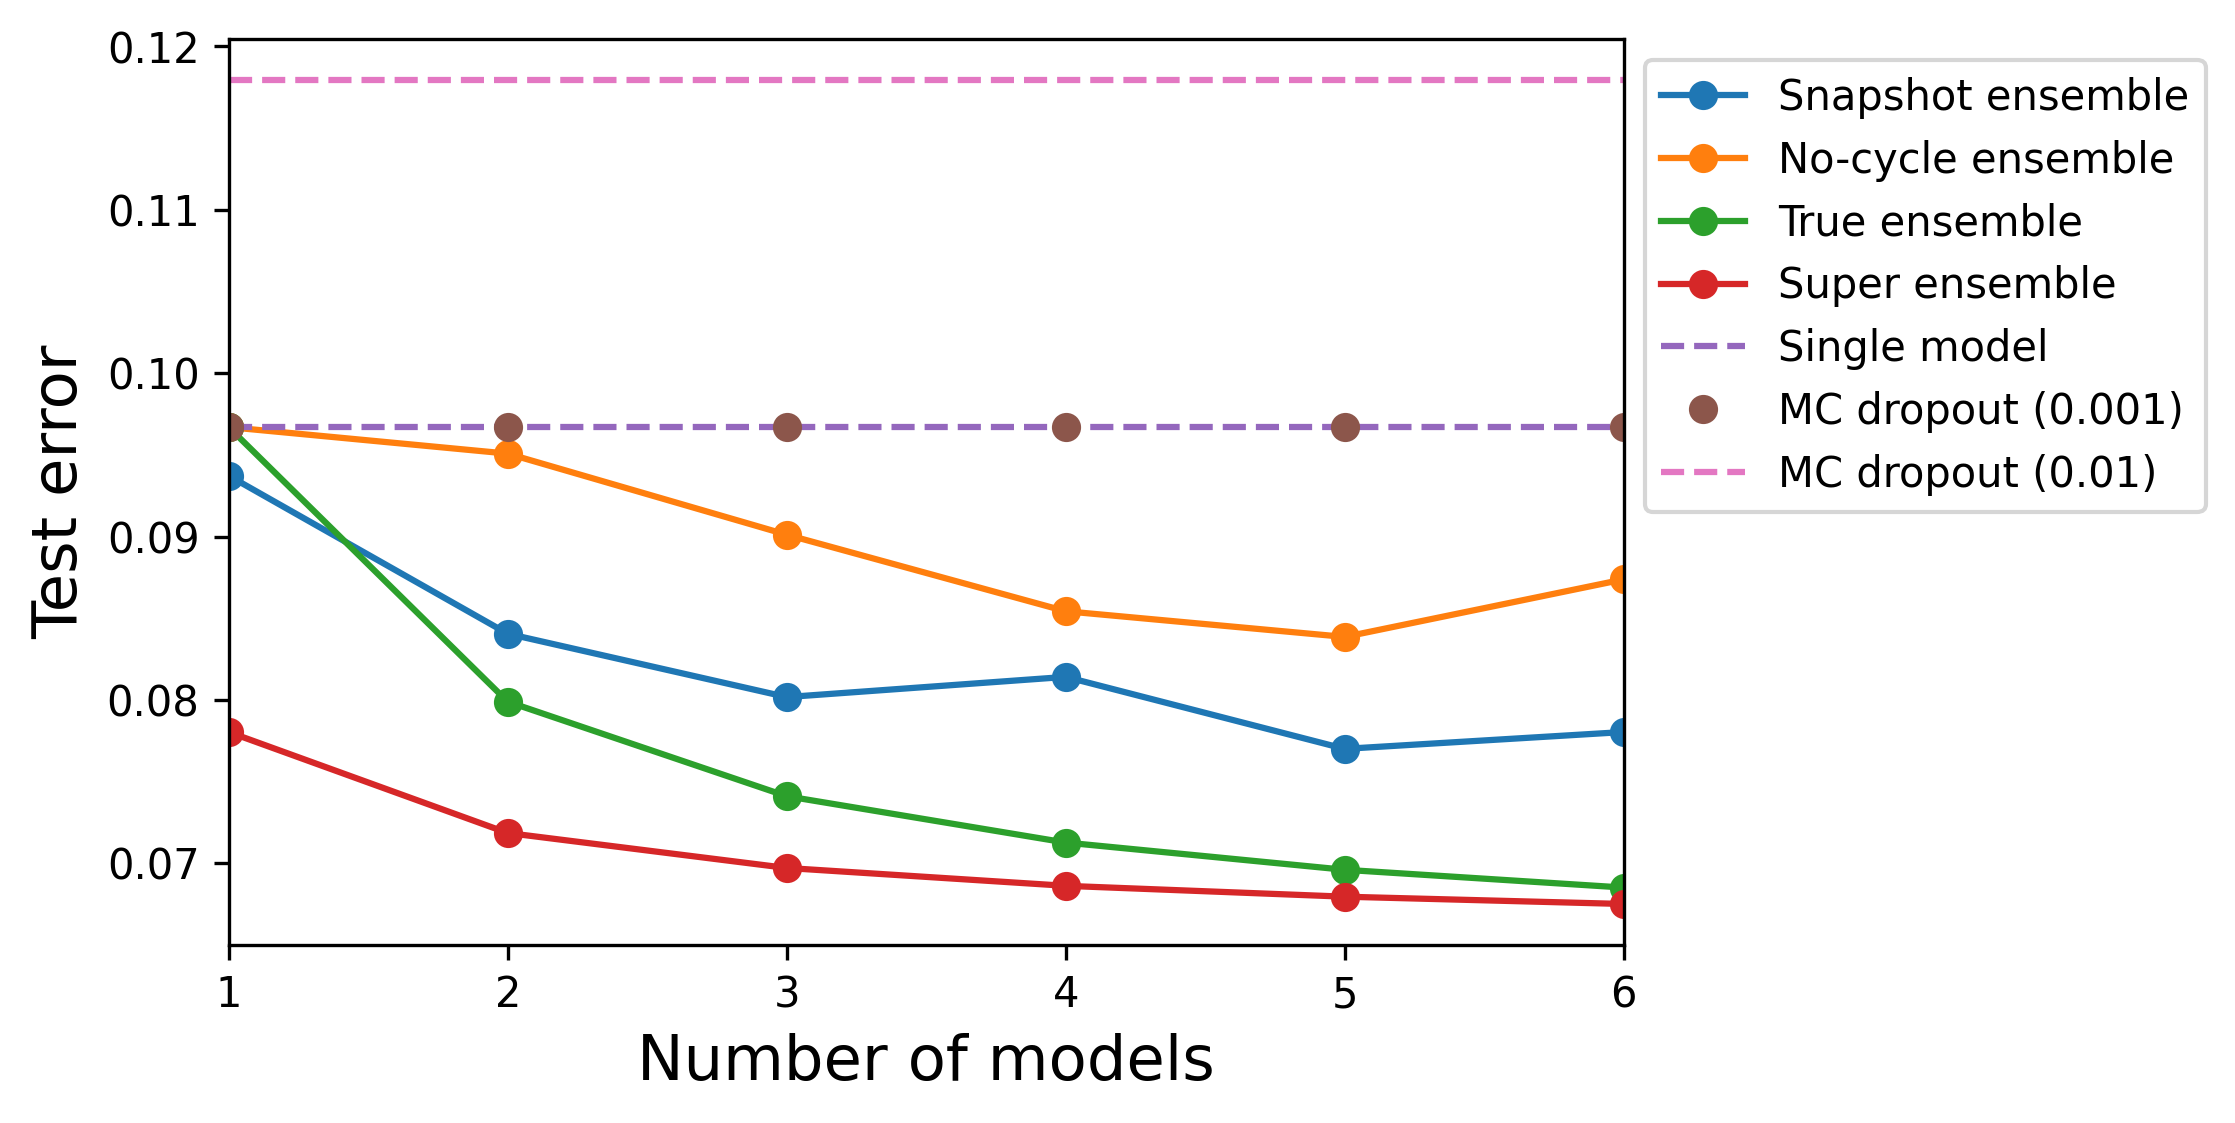 0.12
0.11
0.10
0.09
0.08
0.07
Test error
1 2 3 4 5 6
Number of models
Snapshot ensemble
No-cycle ensemble
True ensemble
Super ensemble
Single model
MC dropout (0.001)
MC dropout (0.01)